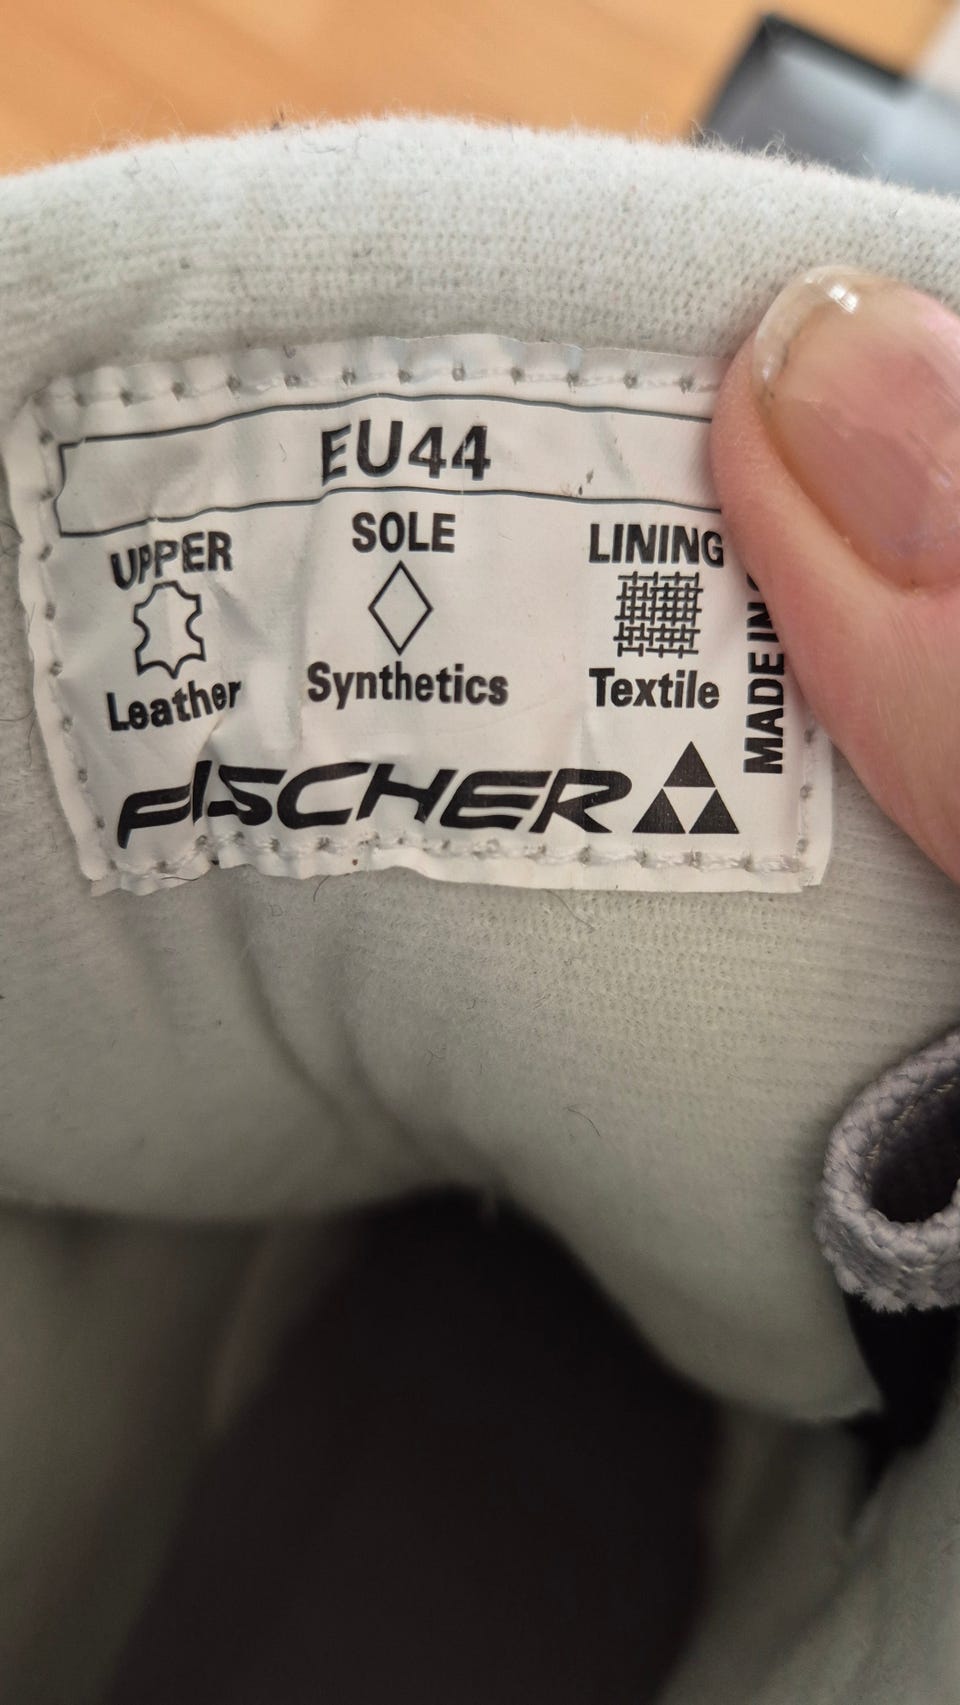 EU44
UPPER SOLE LINING
Leather Synthetics Textile
FISCHER
MADE IN